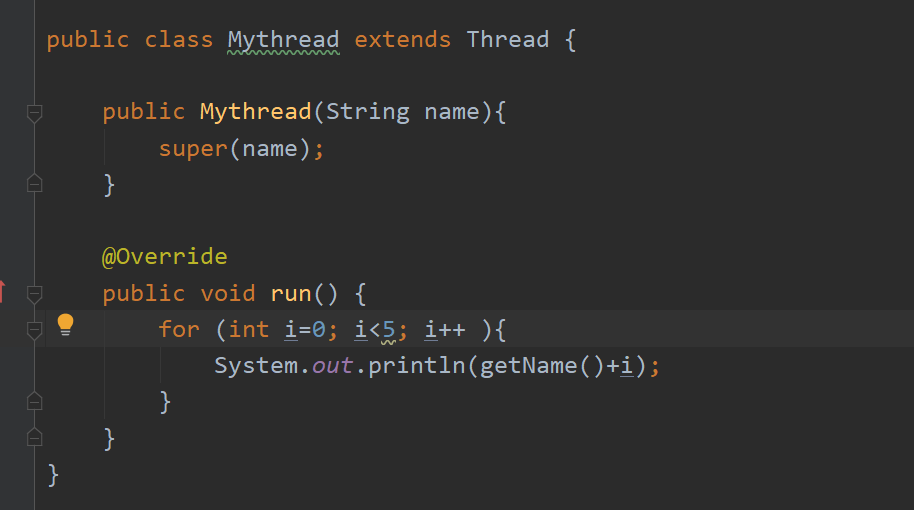 public class Mythread extends Thread {
public Mythread(String name){
super(name);
}
@Override
public void run() {
for (int i=0; i<5; i++ ){
System.out.println(getName()+i);
}
}
}